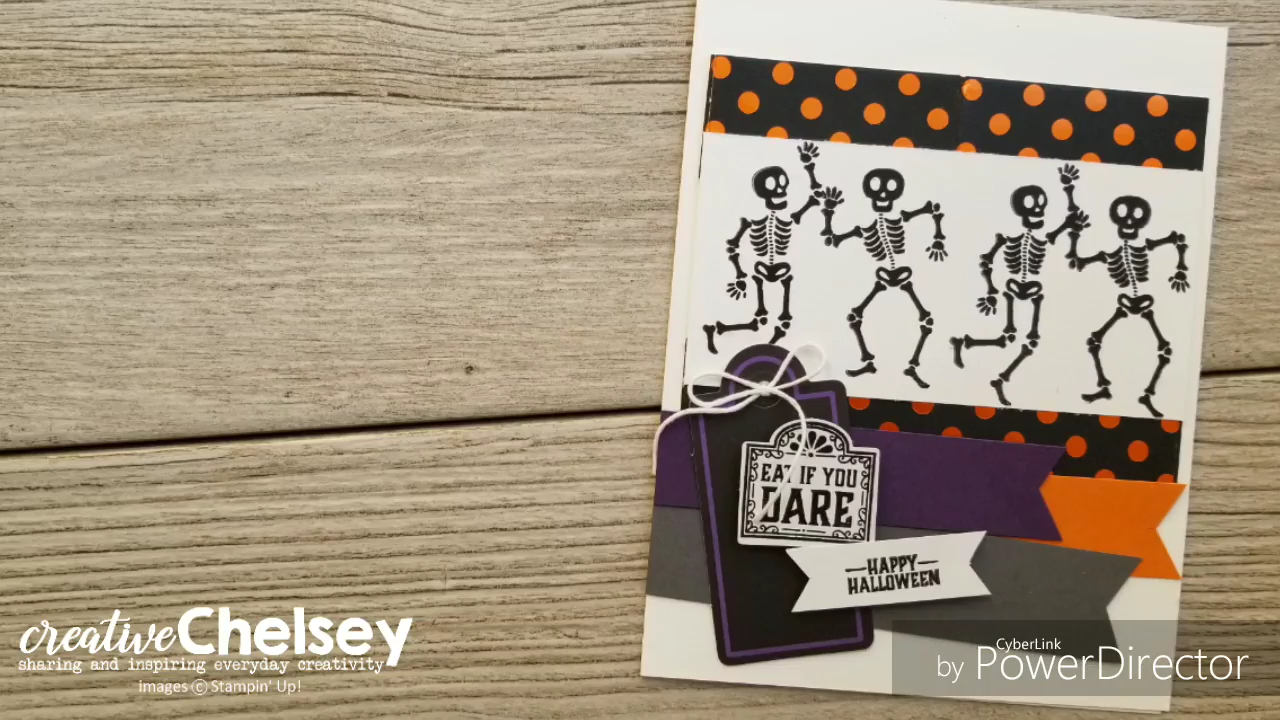 EAT IF YOU
DARE
HAPPY
HALLOWEEN
creativeChelsey
sharing and inspiring everyday creativity
images © Stampin' Up!
CyberLink
by PowerDirector